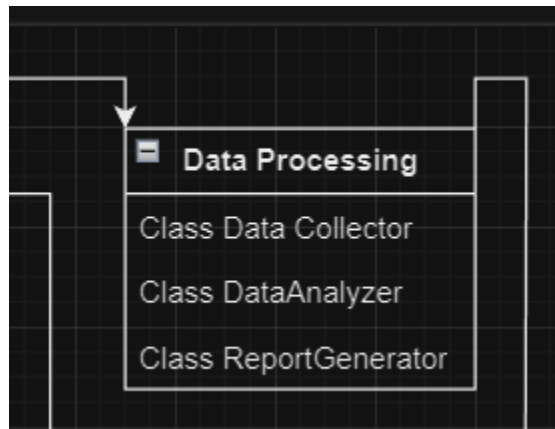 Data Processing
Class Data Collector
Class DataAnalyzer
Class ReportGenerator